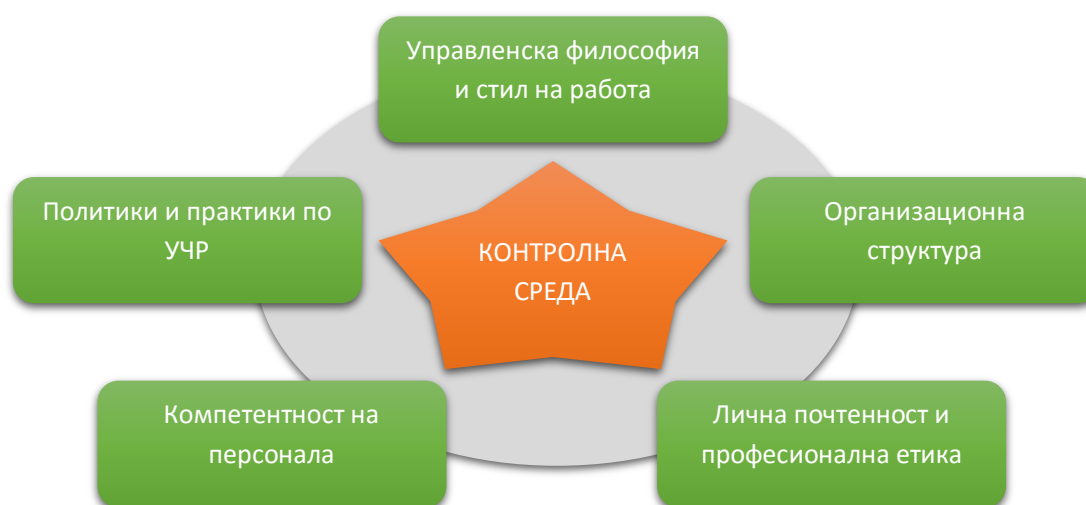 Управленска философия
и стил на работа
Политики и практики по
УЧР
Организационна
структура
КОНТРОЛНА
СРЕДА
Компетентност на
персонала
Лична почтенност и
професионална етика